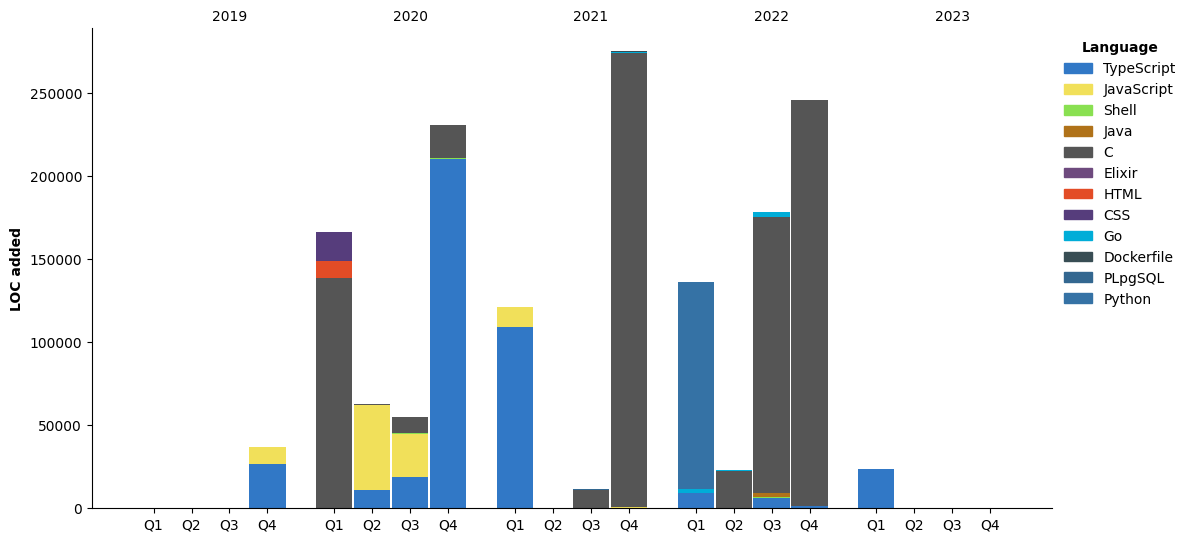 2019 2020 2021 2022 2023
Language
TypeScript
JavaScript
Shell
Java
C
Elixir
HTML
CSS
Go
Dockerfile
PLpgSQL
Python
LOC added
250000
200000
150000
100000
50000
0
Q1 Q2 Q3 Q4 Q1 Q2 Q3 Q4 Q1 Q2 Q3 Q4 Q1 Q2 Q3 Q4 Q1 Q2 Q3 Q4